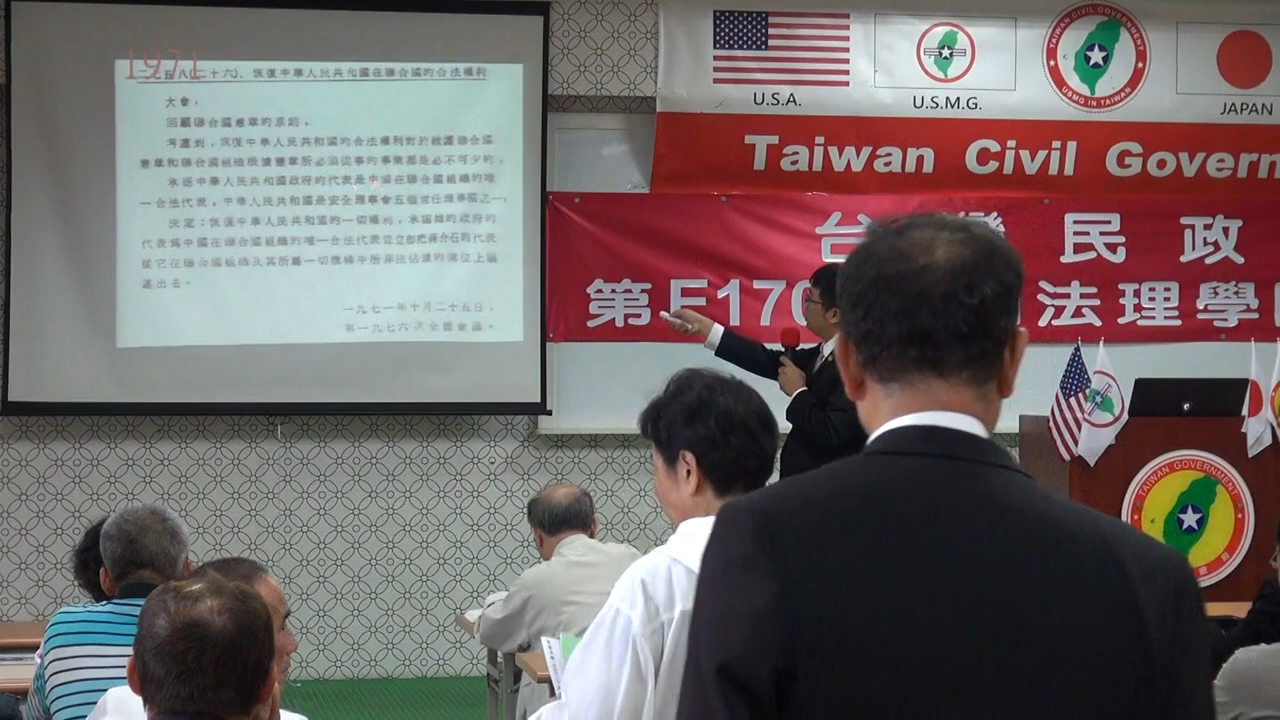 1971
二七五八(二十六)、恢復中華人民共和國在聯合國的合法權利
大會，
回顧聯合國憲章的原則，
考慮到，恢復中華人民共和國的合法權利對於維護聯合國
憲章和聯合國組織根據憲章所必須從事的事業都是必不可少的，
承認中華人民共和國政府的代表是中國在聯合國組織的唯
一合法代表，中華人民共和國是安全理事會五個常任理事國之一，
決定：恢復中華人民共和國的一切權利，承認她的政府的
代表為中國在聯合國組織的唯一合法代表並立即把蔣介石的代表
從它在聯合國組織及其所屬一切機構中所非法佔據的席位上驅
逐出去。
一九七一年十月二十五日，
第一九七六次全體會議。
U.S.A.
U.S.M.G.
TAIWAN CIVIL GOVERNMENT
USMG IN TAIWAN
JAPAN
Taiwan Civil Govern
台灣民政
第E170 法理學
TAIWAN GOVERNMENT